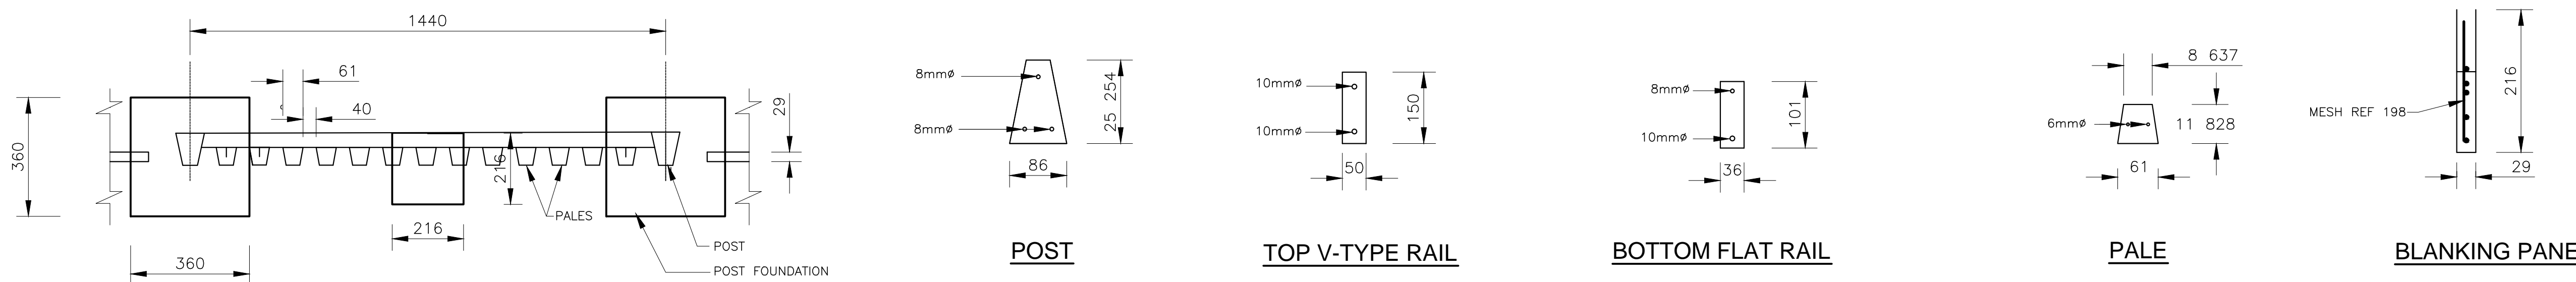 1440
61
40
29
360
216
216
360
PALES
POST
POST FOUNDATION
8mmø
8mmø
25 254
25
86
POST
10mmø
10mmø
150
50
TOP V-TYPE RAIL
8mmø
10mmø
101
36
BOTTOM FLAT RAIL
8 637
6mmø
11 828
61
PALE
MESH REF 198
216
29
BLANKING PANE